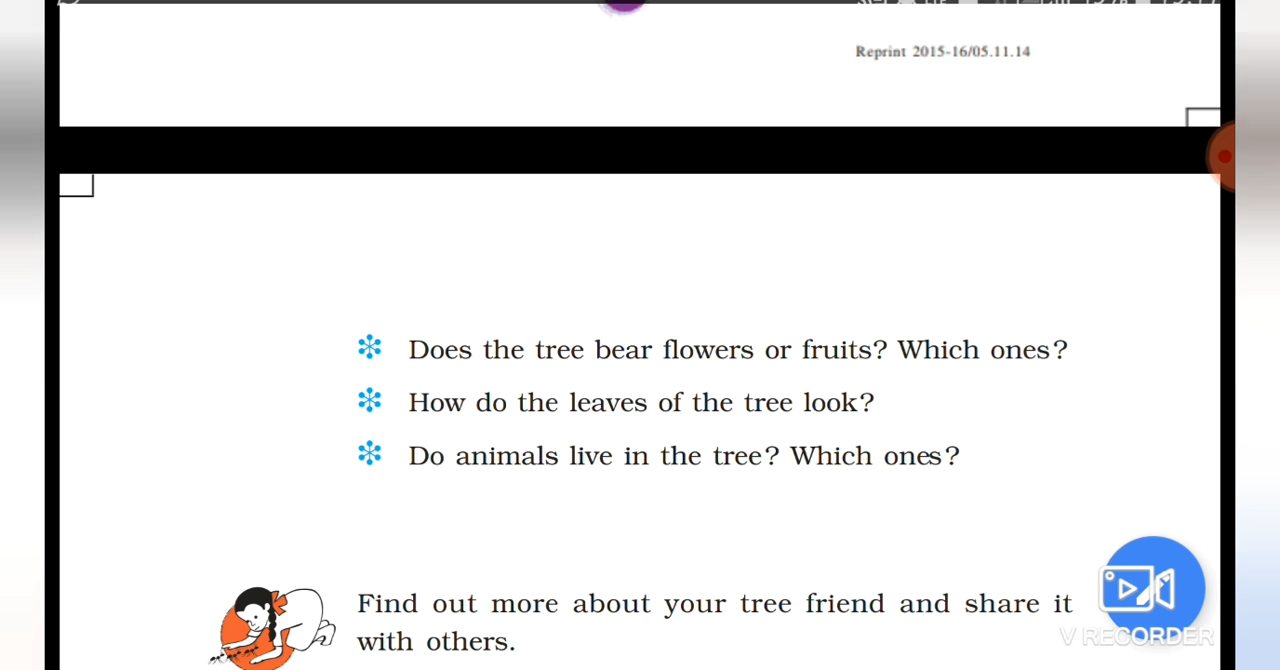 Reprint 2015-16/05.11.14
Does the tree bear flowers or fruits? Which ones?
How do the leaves of the tree look?
Do animals live in the tree? Which ones?
Find out more about your tree friend and share it
with others.
V RECORDER